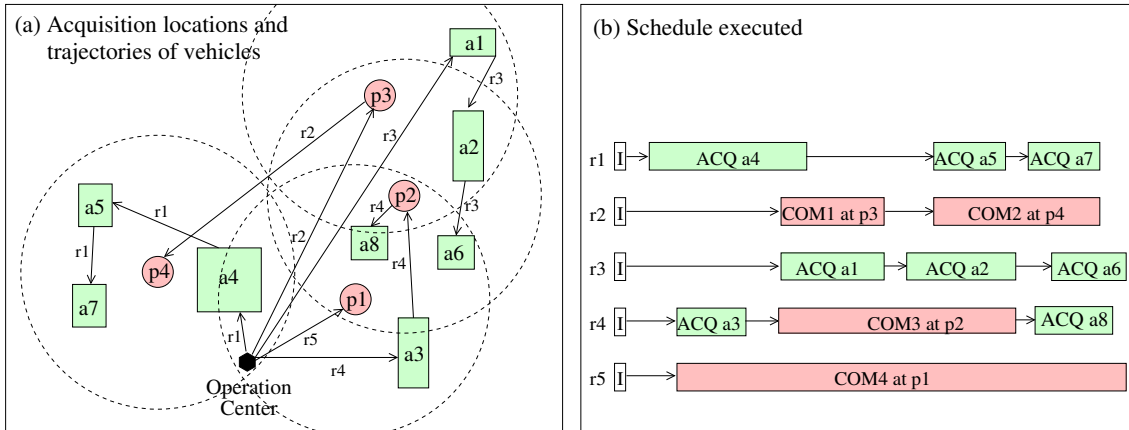 (a) Acquisition locations and
trajectories of vehicles
a1
r3
p3
r2
r3
a2
p2
r4
r3
a5
r1
r2
a8
a6
r1
p4
a4
r4
a7
p1
r1
r5
a3
r4
Operation
Center
(b) Schedule executed
r1 I ACQ a4 ACQ a5 ACQ a7
r2 I COM1 at p3 COM2 at p4
r3 I ACQ a1 ACQ a2 ACQ a6
r4 I ACQ a3 COM3 at p2 ACQ a8
r5 I COM4 at p1